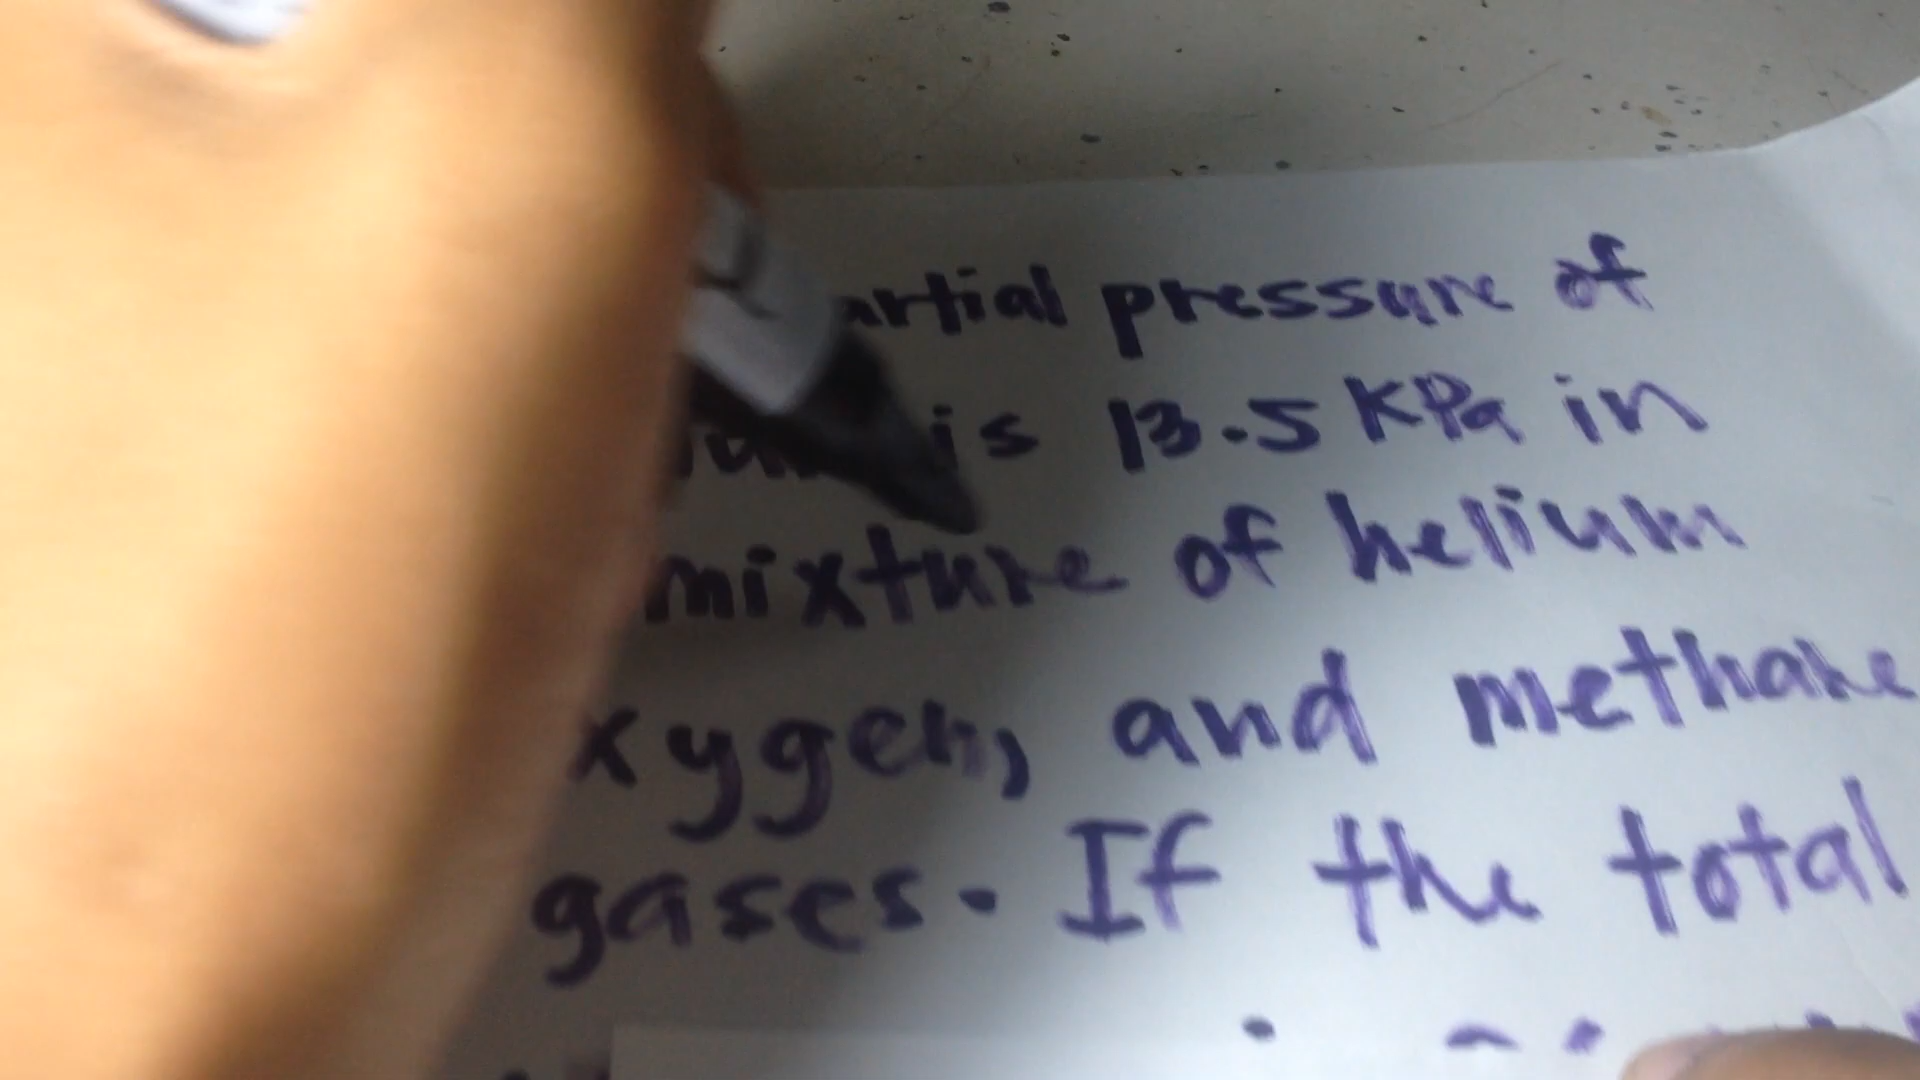 artial pressure of
is 13.5 KPa in
mixture of helium
xygen, and methane
gases. If the total